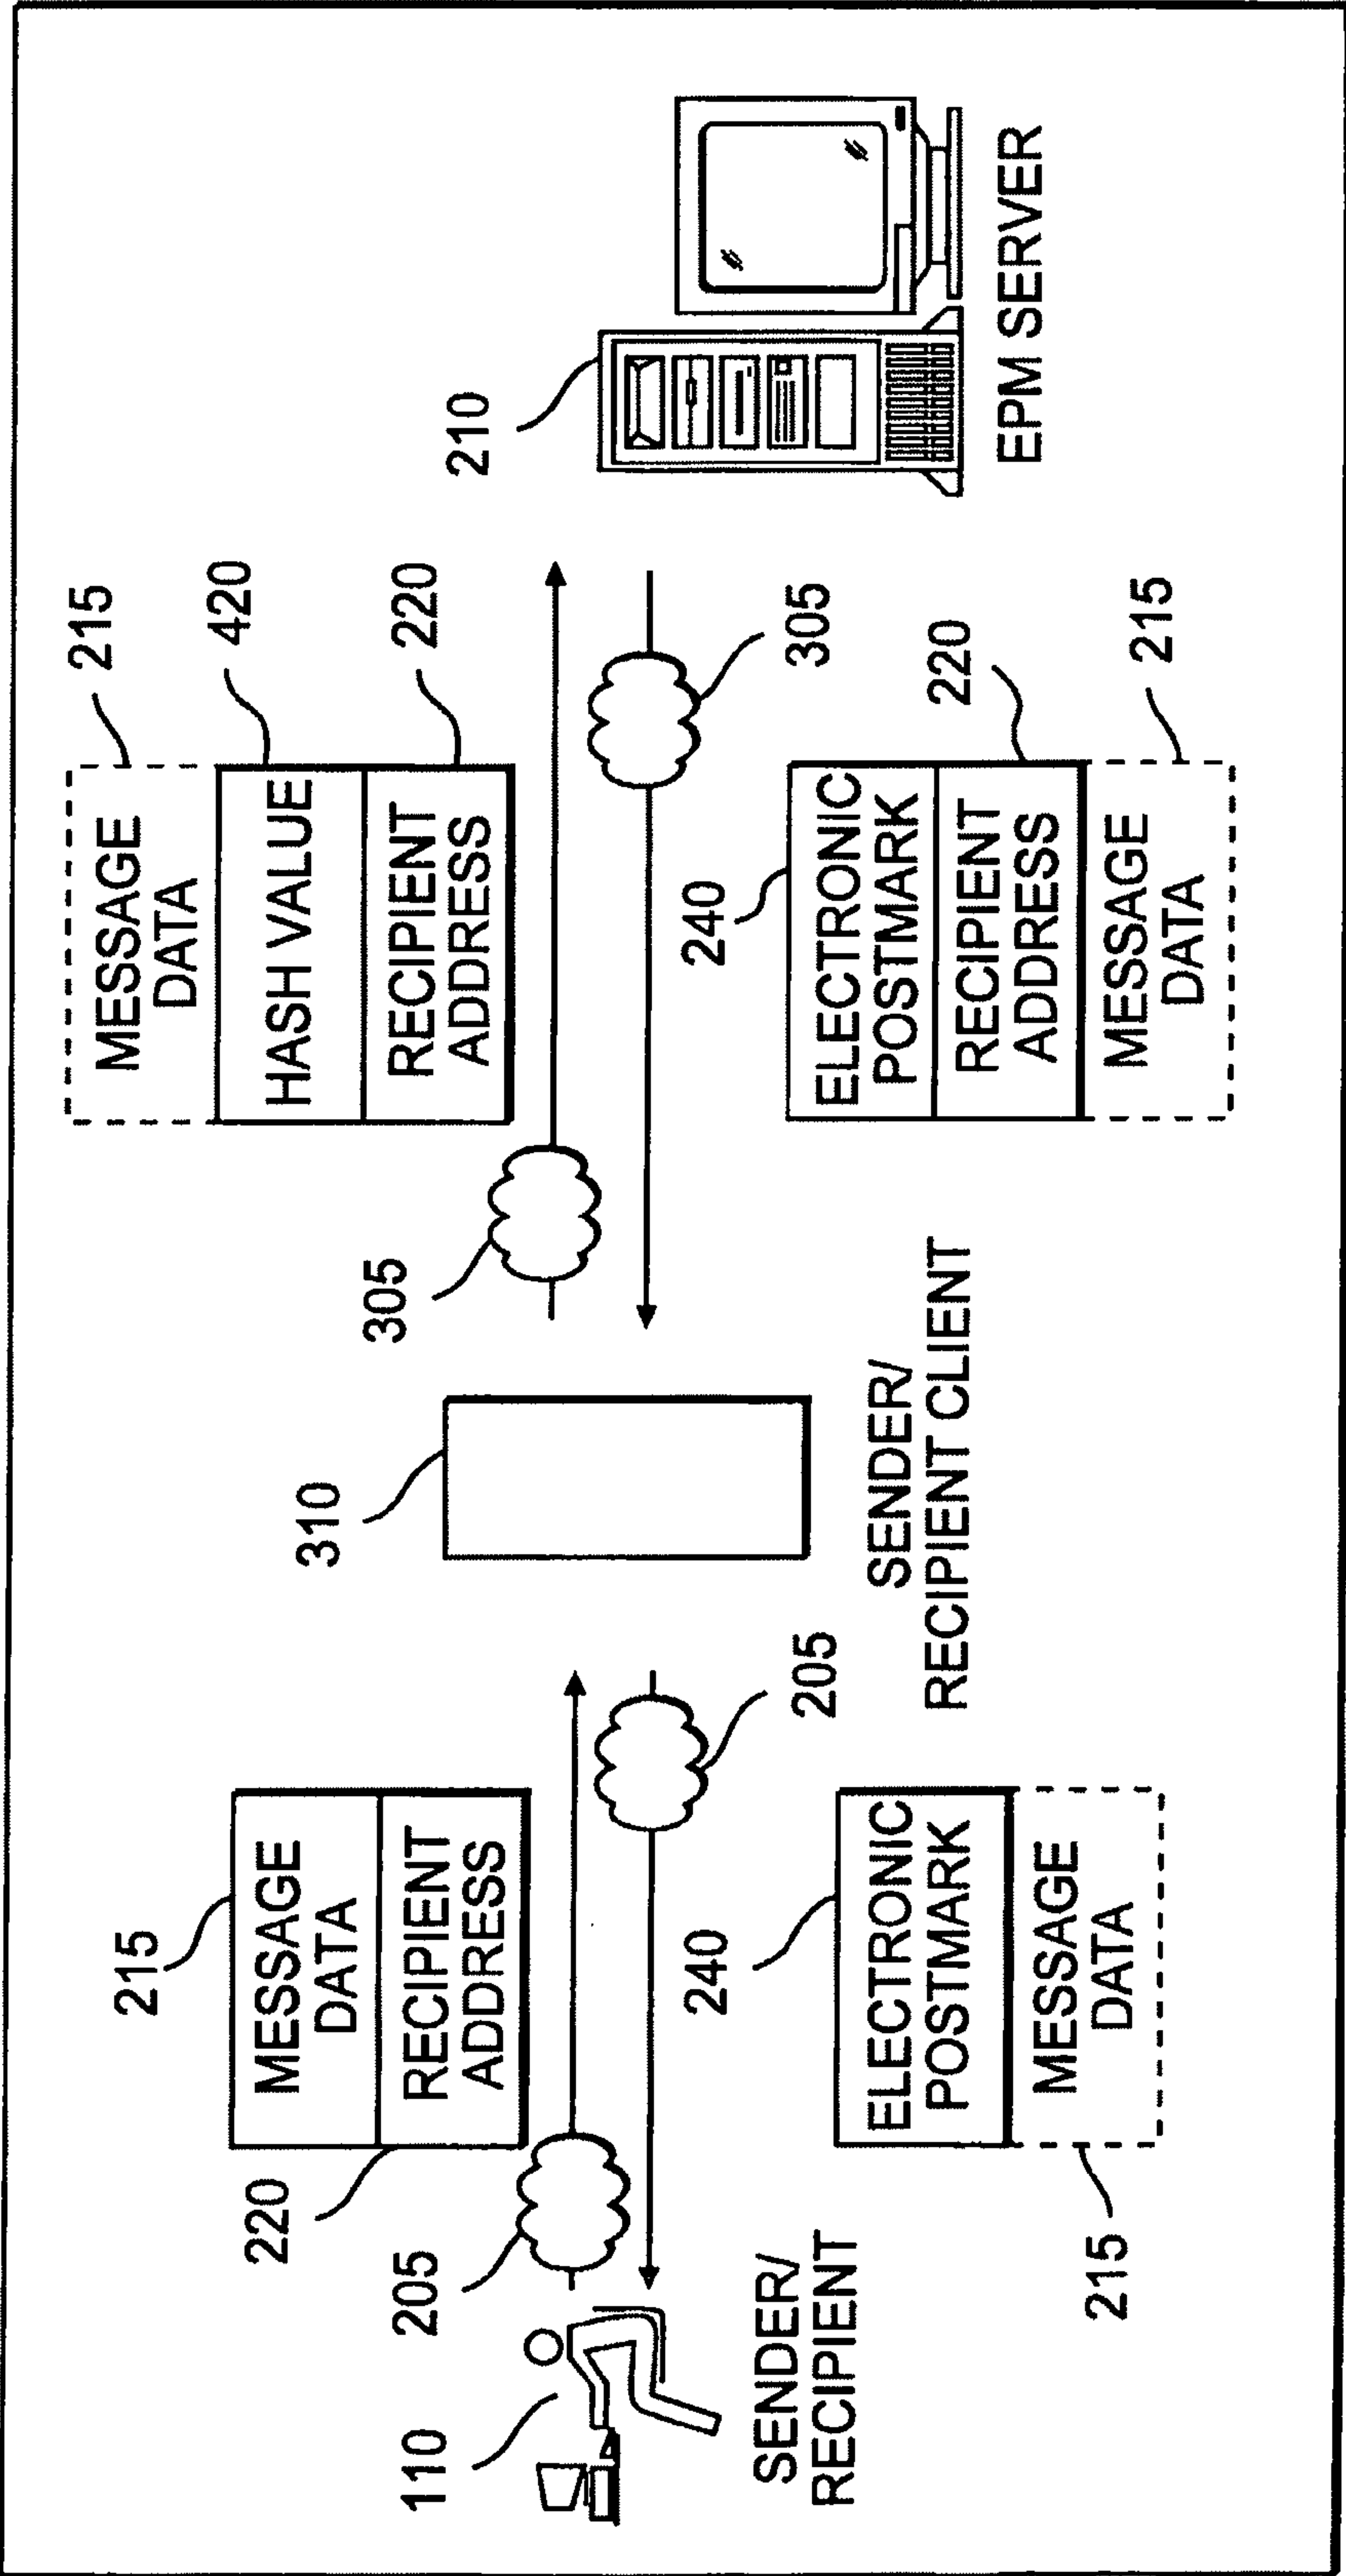 215
MESSAGE
DATA
RECIPIENT
ADDRESS
220
205
110
SENDER/
RECIPIENT
205
240
ELECTRONIC
POSTMARK
MESSAGE
DATA
215
310
SENDER/
RECIPIENT CLIENT
215
420
220
MESSAGE
DATA
HASH VALUE
RECIPIENT
ADDRESS
305
305
240
220
215
ELECTRONIC
POSTMARK
RECIPIENT
ADDRESS
MESSAGE
DATA
210
EPM SERVER